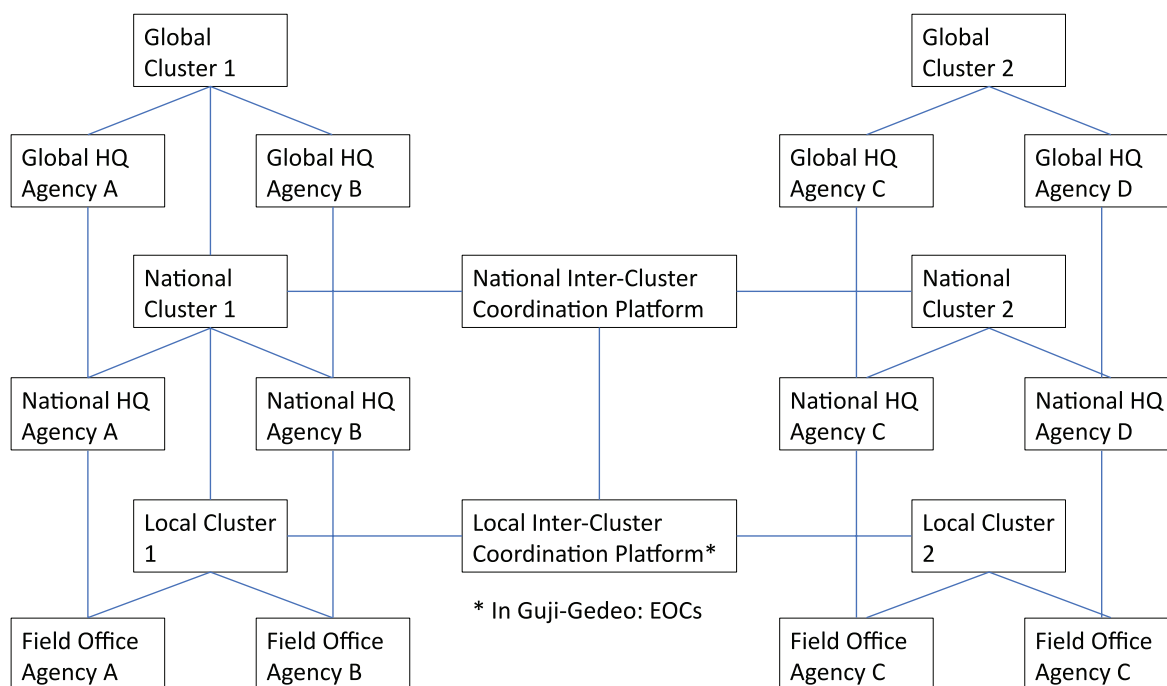 Global
Cluster 1
Global
Cluster 2
Global HQ
Agency A
Global HQ
Agency B
Global HQ
Agency C
Global HQ
Agency D
National
Cluster 1
National Inter-Cluster
Coordination Platform
National
Cluster 2
National HQ
Agency A
National HQ
Agency B
National HQ
Agency C
National HQ
Agency D
Local Cluster
1
Local Inter-Cluster
Coordination Platform*
Local Cluster
2
* In Guji-Gedeo: EOCs
Field Office
Agency A
Field Office
Agency B
Field Office
Agency C
Field Office
Agency C